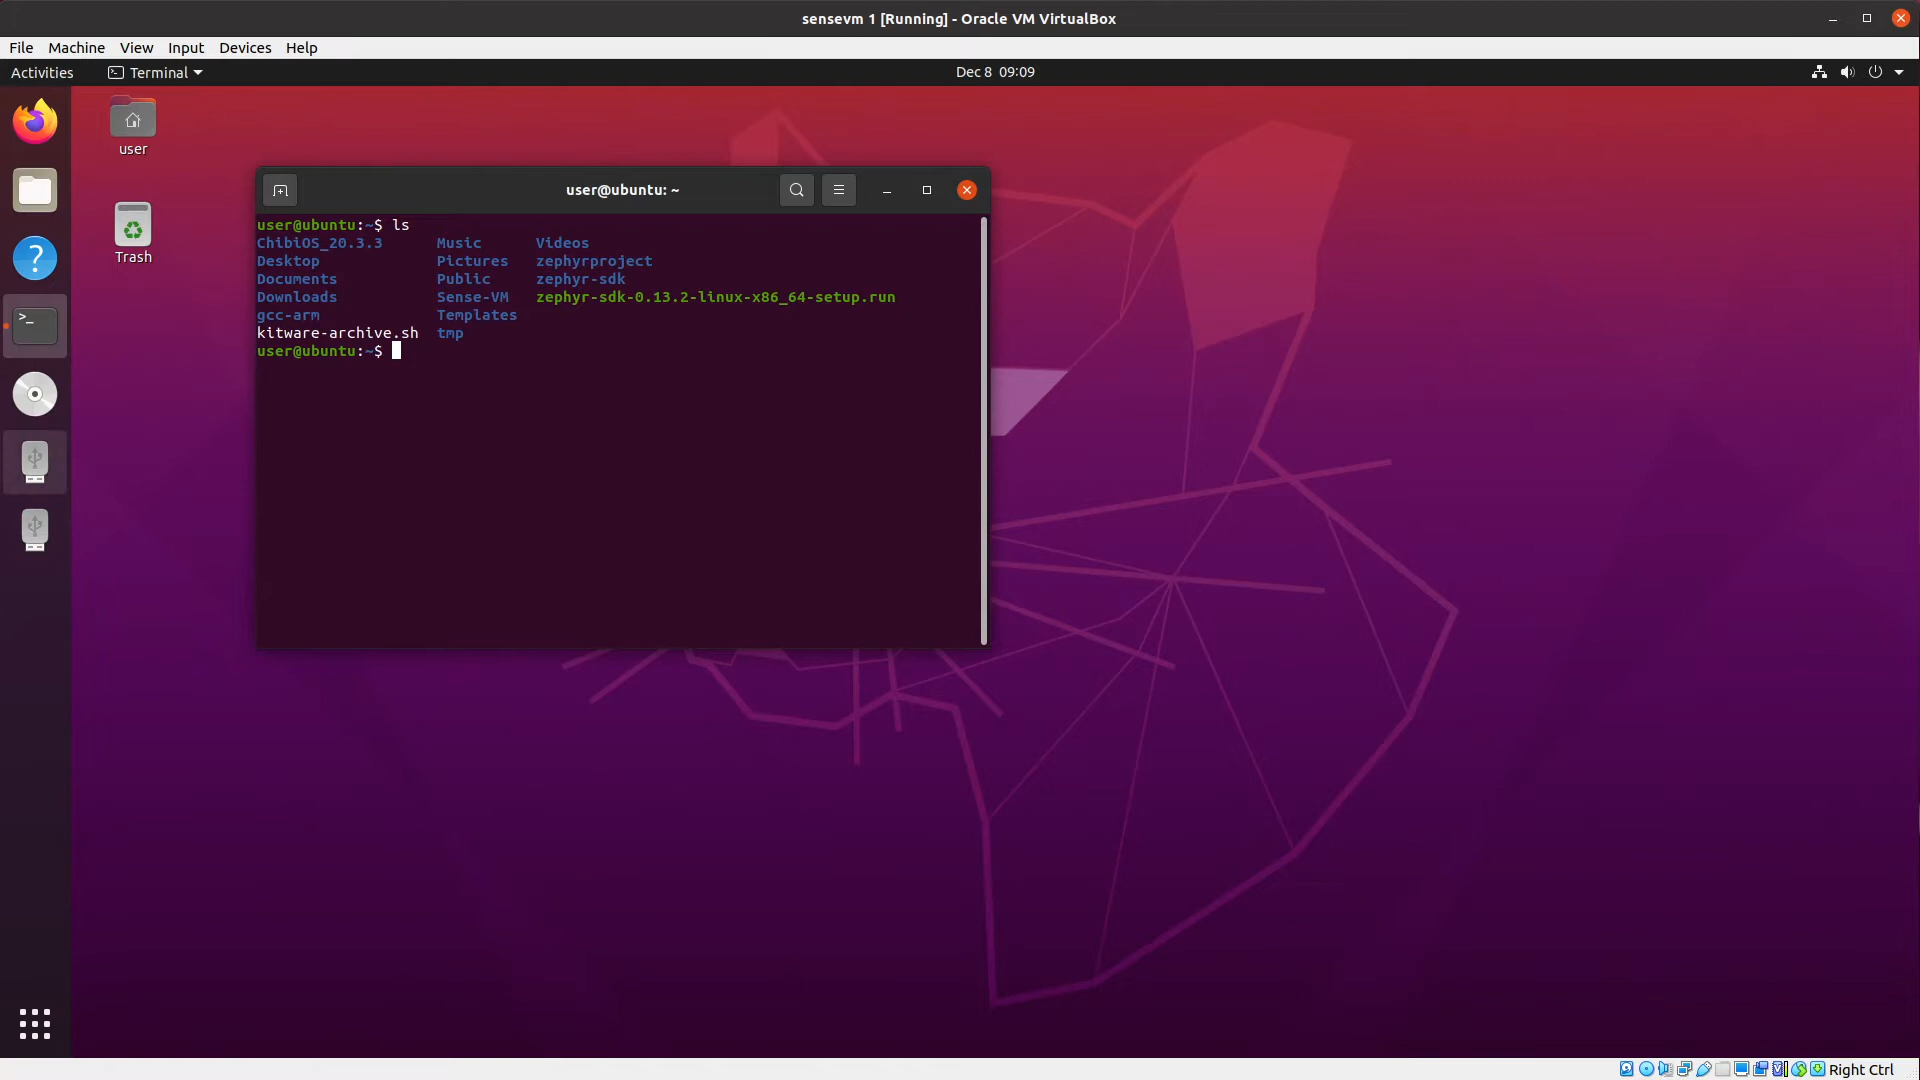 sensevm 1 [Running] - Oracle VM VirtualBox
File Machine View Input Devices Help
Activities Terminal Dec 8 09:09
user
Trash
user@ubuntu: ~
user@ubuntu:~$ ls
ChibiOS_20.3.3 Music Videos
Desktop Pictures zephyrproject
Documents Public zephyr-sdk
Downloads Sense-VM zephyr-sdk-0.13.2-linux-x86_64-setup.run
gcc-arm Templates
kitware-archive.sh tmp
user@ubuntu:~$
Right Ctrl